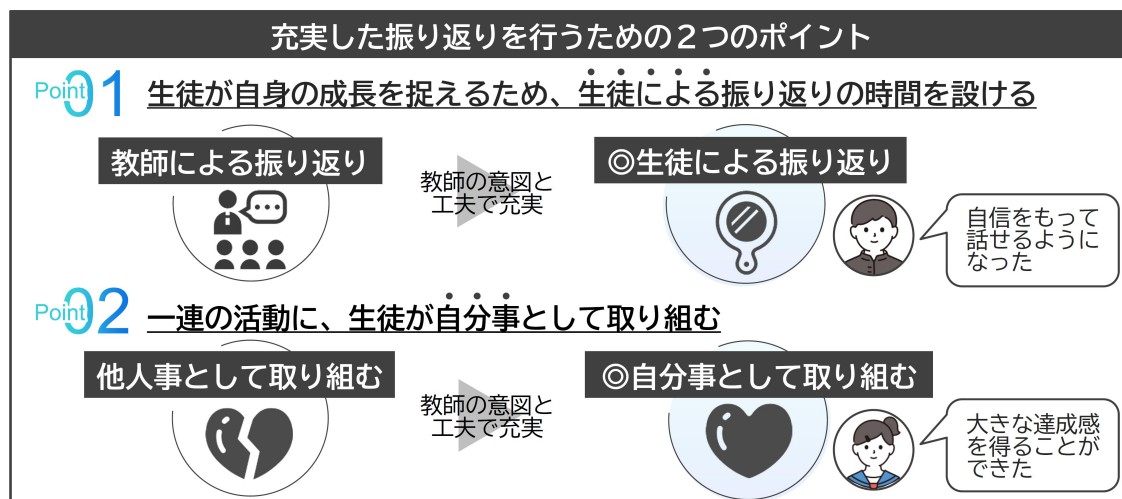 充実した振り返りを行うための２つのポイント
Point 01 生徒が自身の成長を捉えるため、生徒による振り返りの時間を設ける
教師による振り返り
教師の意図と
工夫で充実
◎生徒による振り返り
自信をもって
話せるように
なった
Point 02 一連の活動に、生徒が自分事として取り組む
他人事として取り組む
教師の意図と
工夫で充実
◎自分事として取り組む
大きな達成感
を得ることが
できた